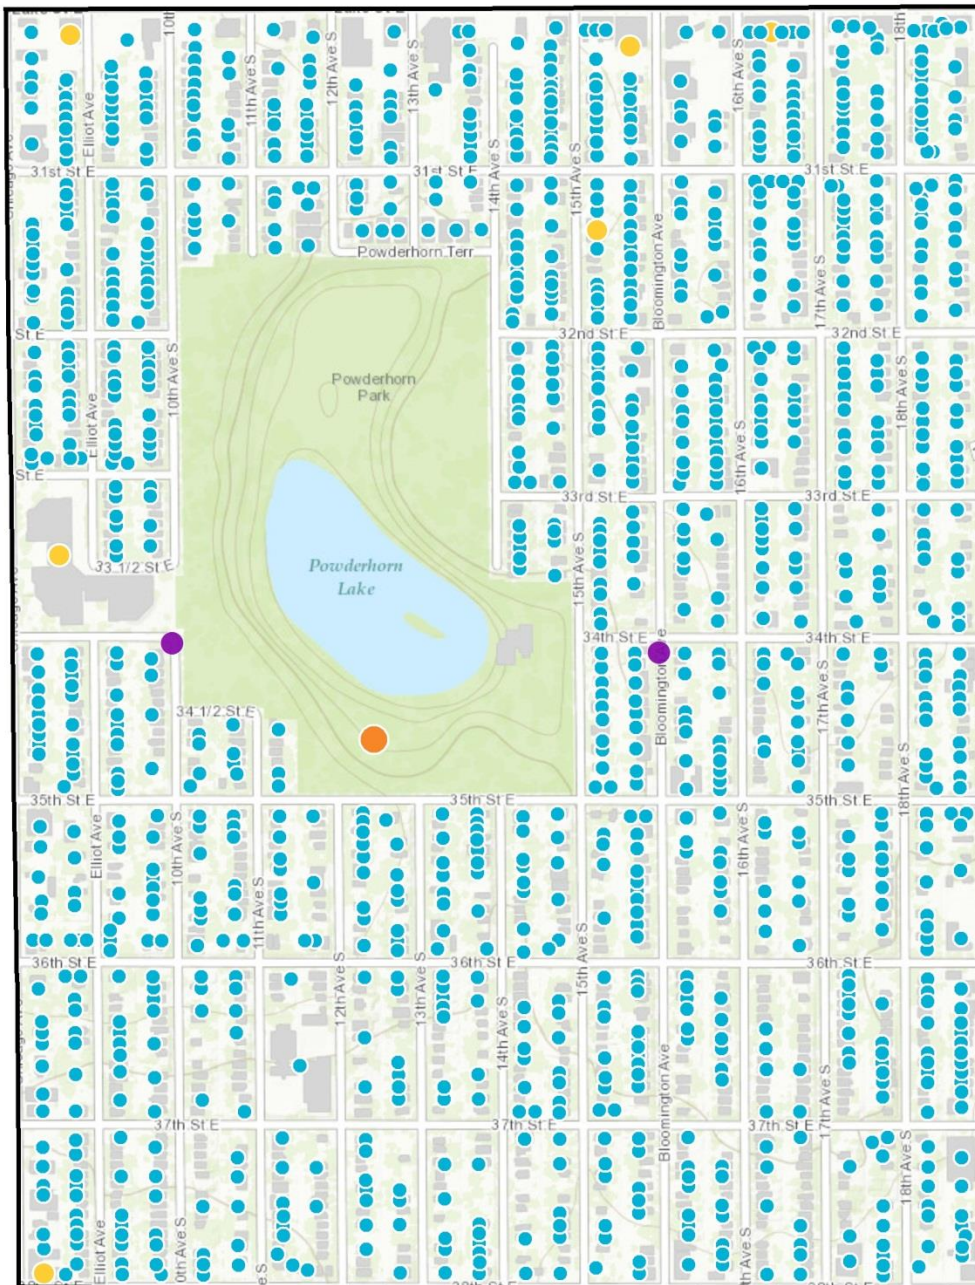 10th
18th
12th Ave S
13th Ave S
16th Ave S
Elliot Ave
11th Ave S
14th Ave S
15th Ave S
31st St E
31st St E
31st St E
Bloomington Ave
Powderhorn Terr
17th Ave S
St E
32nd St E
32nd St E
10th Ave S
Powderhorn
Park
Elliot Ave
18th Ave S
16th Ave S
St E
33rd St E
33rd St E
33 1/2 St E
Powderhorn
Lake
15th Ave S
34th St E
34th St E
Bloomington Ave
17th Ave S
34 1/2 St E
18th Ave S
35th St E
35th St E
35th St E
Elliot Ave
10th Ave S
16th Ave S
11th Ave S
15th Ave S
36th St E
36th St E
36th St E
12th Ave S
13th Ave S
14th Ave S
Bloomington Ave
17th Ave S
37th St E
37th St E
18th Ave S
Elliot Ave
0th Ave S